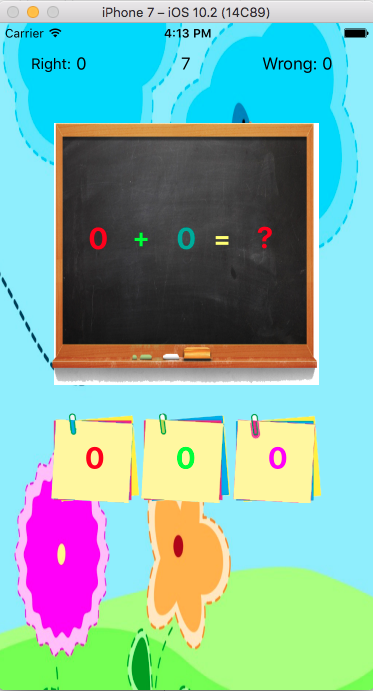 iPhone 7 – iOS 10.2 (14C89)
Carrier 4:13 PM
Right: 0 7 Wrong: 0
0 + 0 = ?
0 0 0